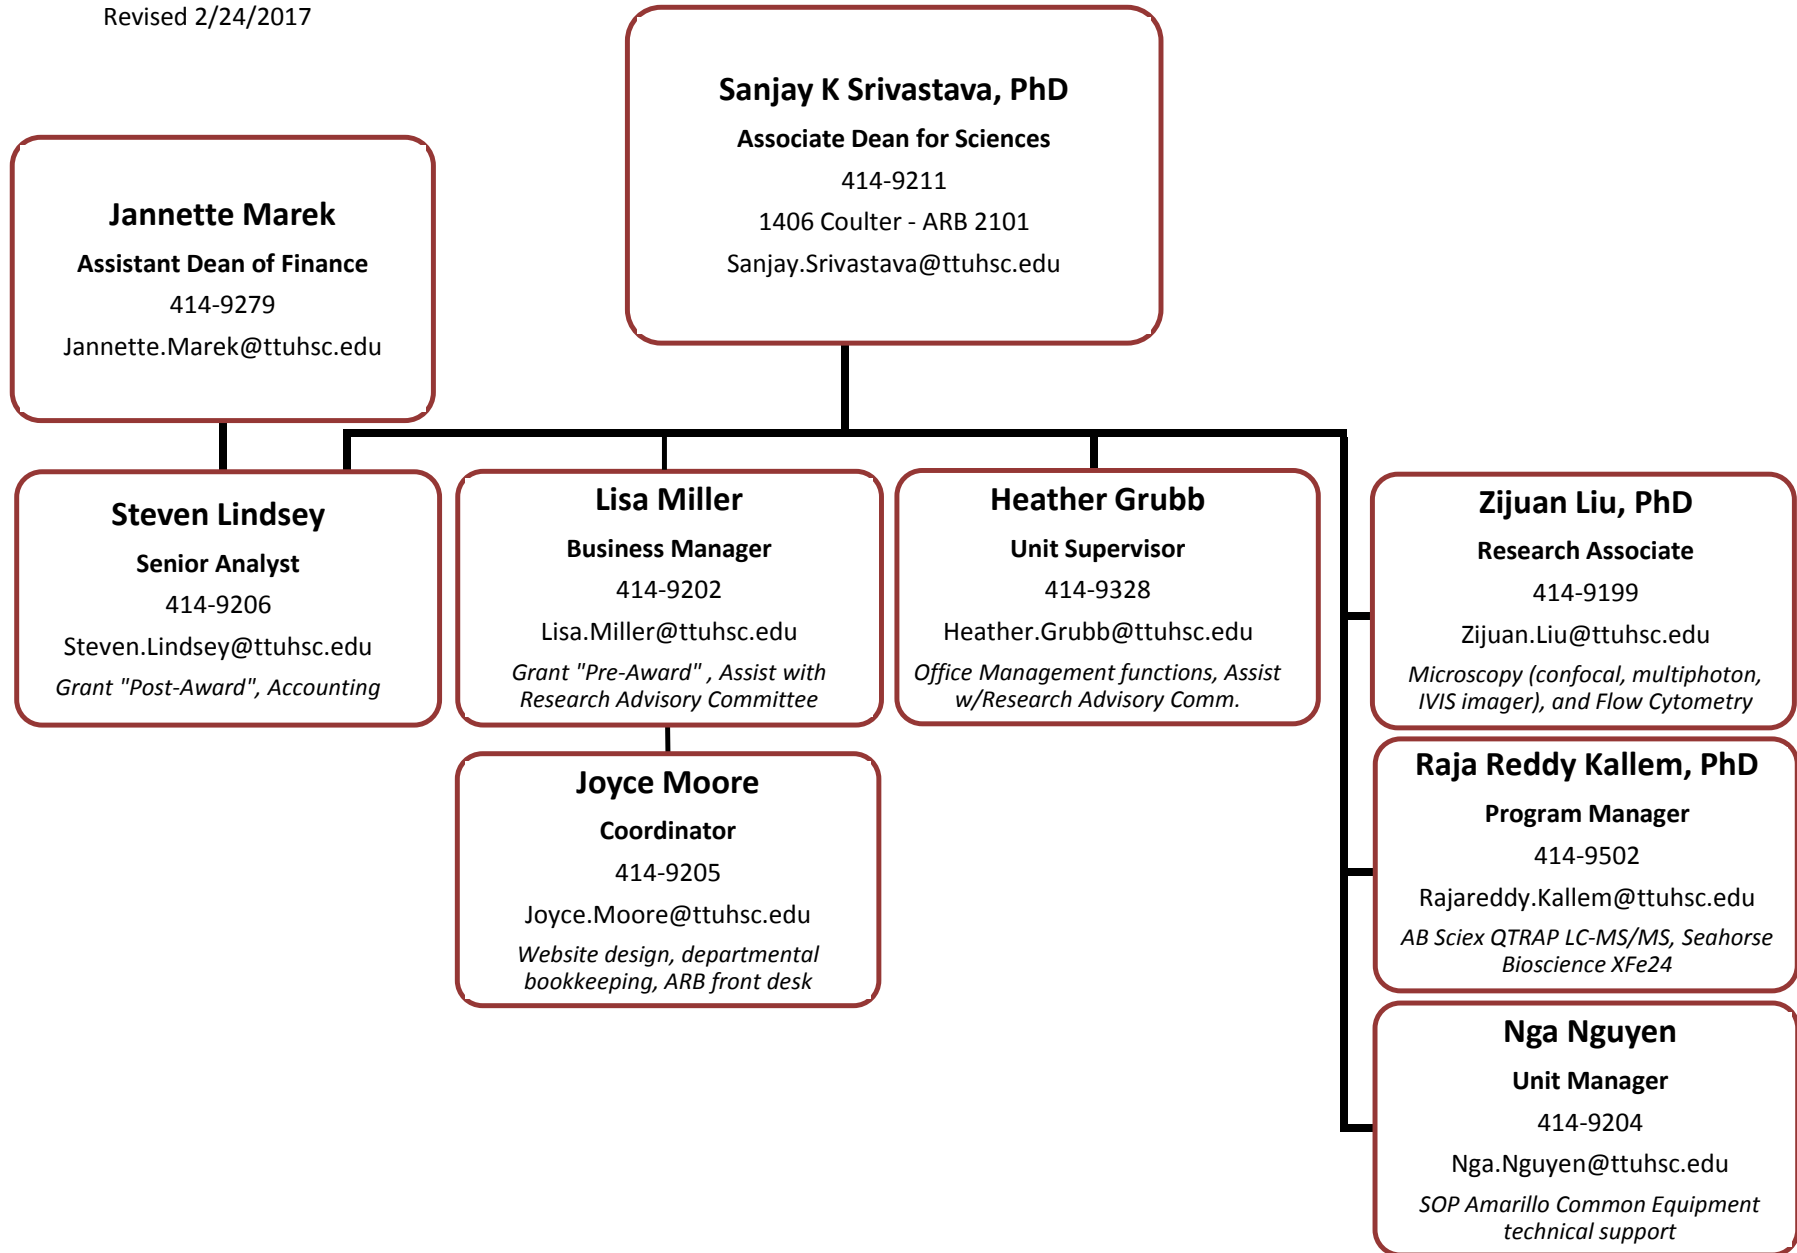 Revised 2/24/2017
Sanjay K Srivastava, PhD
Associate Dean for Sciences
414-9211
1406 Coulter - ARB 2101
Sanjay.Srivastava@ttuhsc.edu
Jannette Marek
Assistant Dean of Finance
414-9279
Jannette.Marek@ttuhsc.edu
Steven Lindsey
Senior Analyst
414-9206
Steven.Lindsey@ttuhsc.edu
Grant "Post-Award", Accounting
Lisa Miller
Business Manager
414-9202
Lisa.Miller@ttuhsc.edu
Grant "Pre-Award" , Assist with
Research Advisory Committee
Heather Grubb
Unit Supervisor
414-9328
Heather.Grubb@ttuhsc.edu
Office Management functions, Assist
w/Research Advisory Comm.
Zijuan Liu, PhD
Research Associate
414-9199
Zijuan.Liu@ttuhsc.edu
Microscopy (confocal, multiphoton,
IVIS imager), and Flow Cytometry
Joyce Moore
Coordinator
414-9205
Joyce.Moore@ttuhsc.edu
Website design, departmental
bookkeeping, ARB front desk
Raja Reddy Kallem, PhD
Program Manager
414-9502
Rajareddy.Kallem@ttuhsc.edu
AB Sciex QTRAP LC-MS/MS, Seahorse
Bioscience XFe24
Nga Nguyen
Unit Manager
414-9204
Nga.Nguyen@ttuhsc.edu
SOP Amarillo Common Equipment
technical support